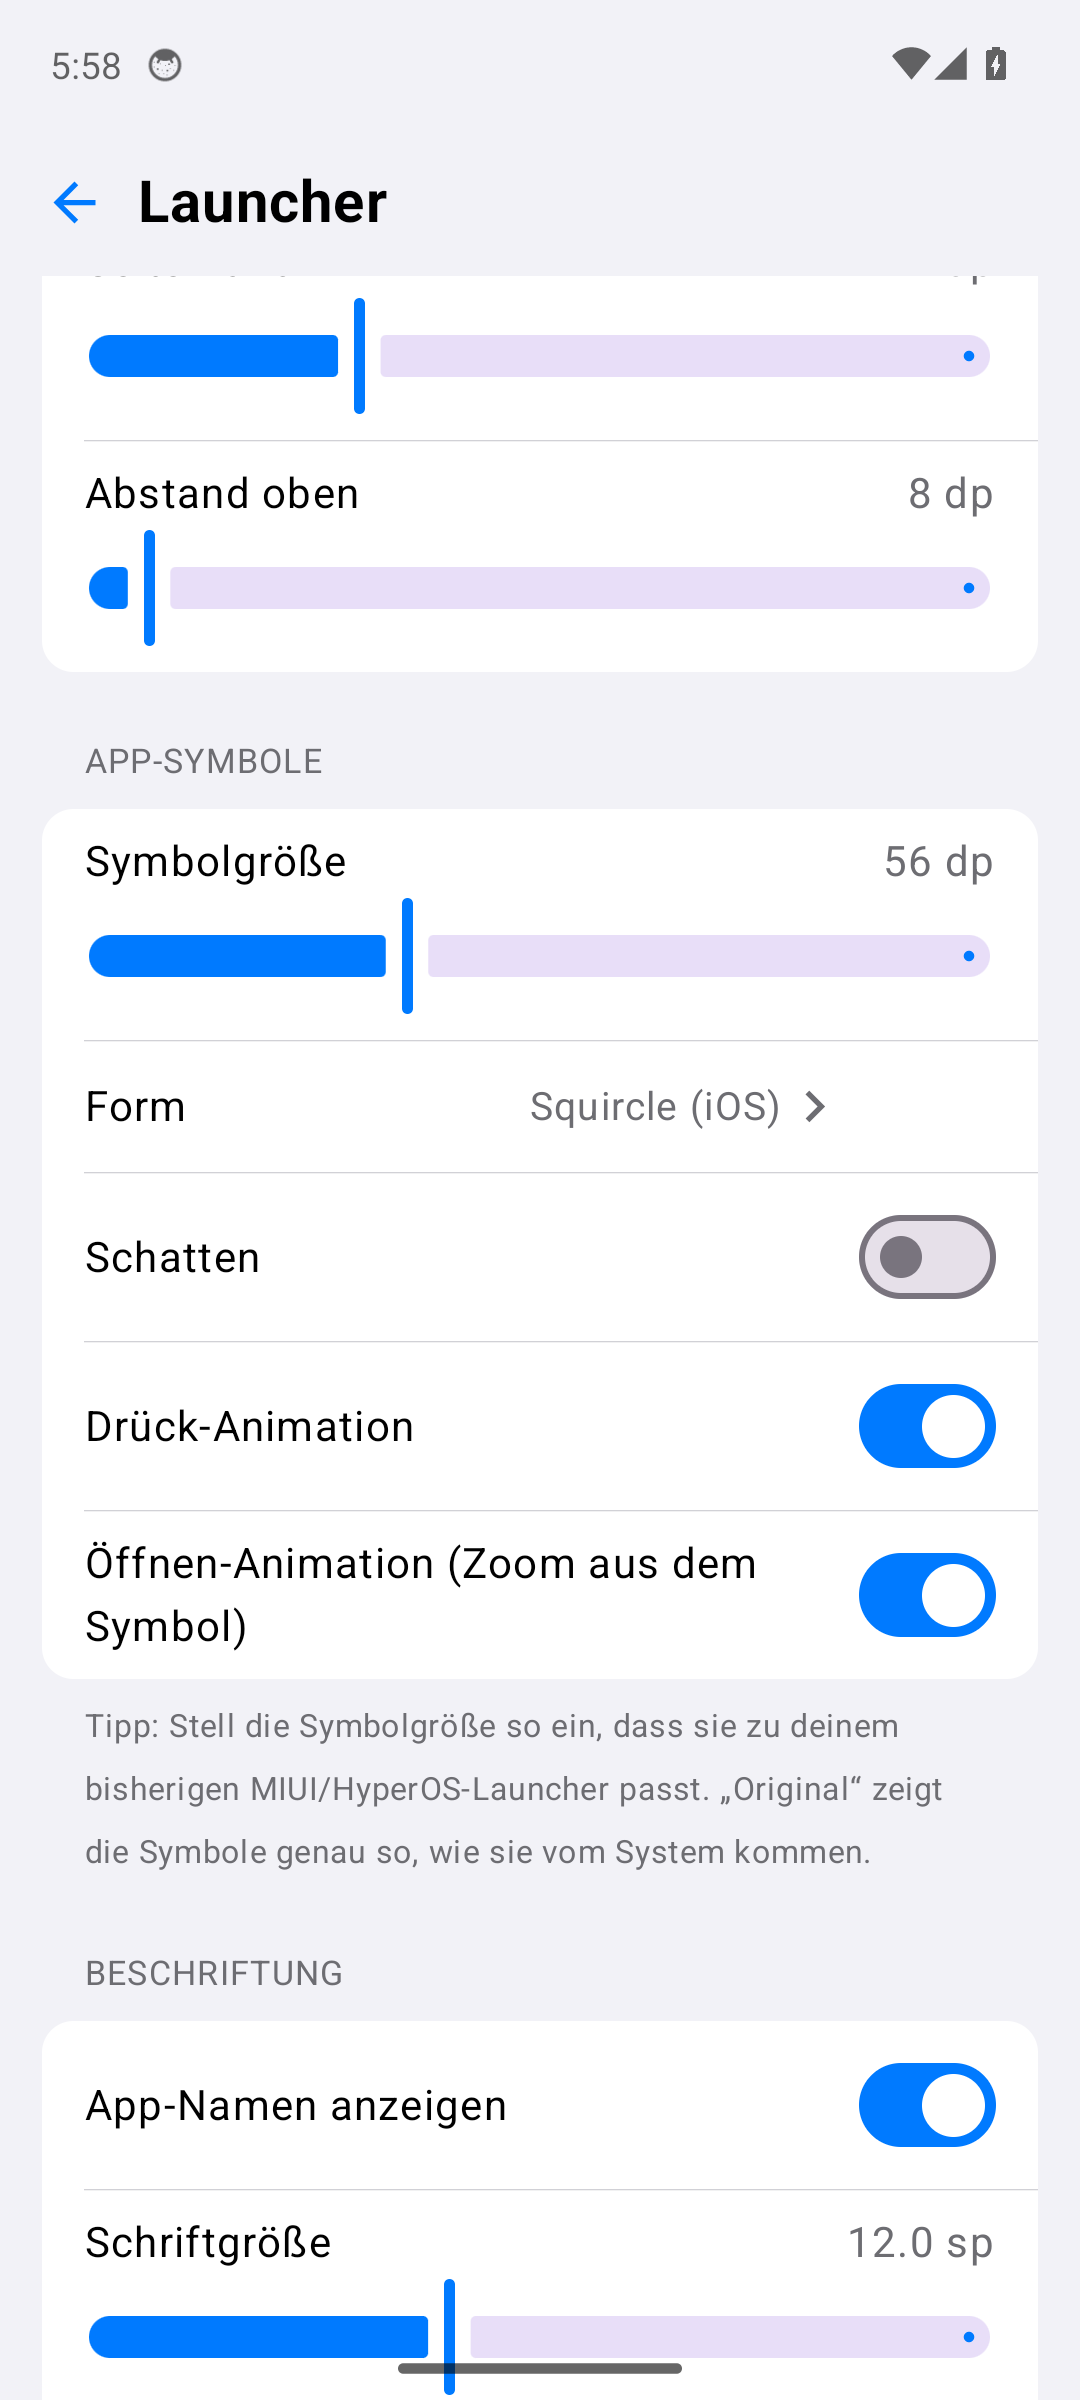 5:58
Launcher
Abstand oben
8 dp
APP-SYMBOLE
Symbolgröße
56 dp
Form
Squircle (iOS)
Schatten
Drück-Animation
Öffnen-Animation (Zoom aus dem
Symbol)
Tipp: Stell die Symbolgröße so ein, dass sie zu deinem
bisherigen MIUI/HyperOS-Launcher passt. „Original“ zeigt
die Symbole genau so, wie sie vom System kommen.
BESCHRIFTUNG
App-Namen anzeigen
Schriftgröße
12.0 sp